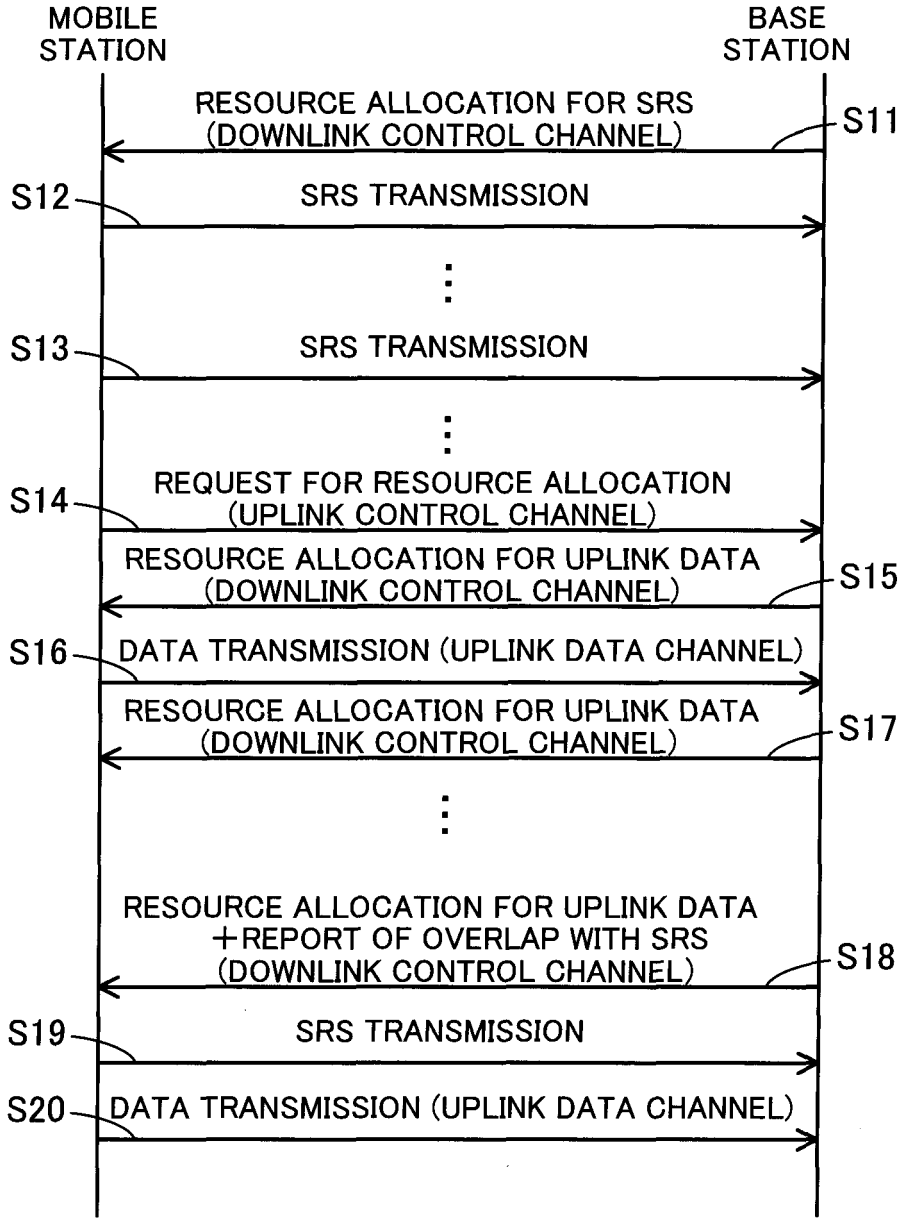 MOBILE
STATION
BASE
STATION
RESOURCE ALLOCATION FOR SRS
(DOWNLINK CONTROL CHANNEL)
S11
S12
SRS TRANSMISSION
S13
SRS TRANSMISSION
S14
REQUEST FOR RESOURCE ALLOCATION
(UPLINK CONTROL CHANNEL)
RESOURCE ALLOCATION FOR UPLINK DATA
(DOWNLINK CONTROL CHANNEL)
S15
S16
DATA TRANSMISSION (UPLINK DATA CHANNEL)
RESOURCE ALLOCATION FOR UPLINK DATA
(DOWNLINK CONTROL CHANNEL)
S17
RESOURCE ALLOCATION FOR UPLINK DATA
+REPORT OF OVERLAP WITH SRS
(DOWNLINK CONTROL CHANNEL)
S18
S19
SRS TRANSMISSION
S20
DATA TRANSMISSION (UPLINK DATA CHANNEL)